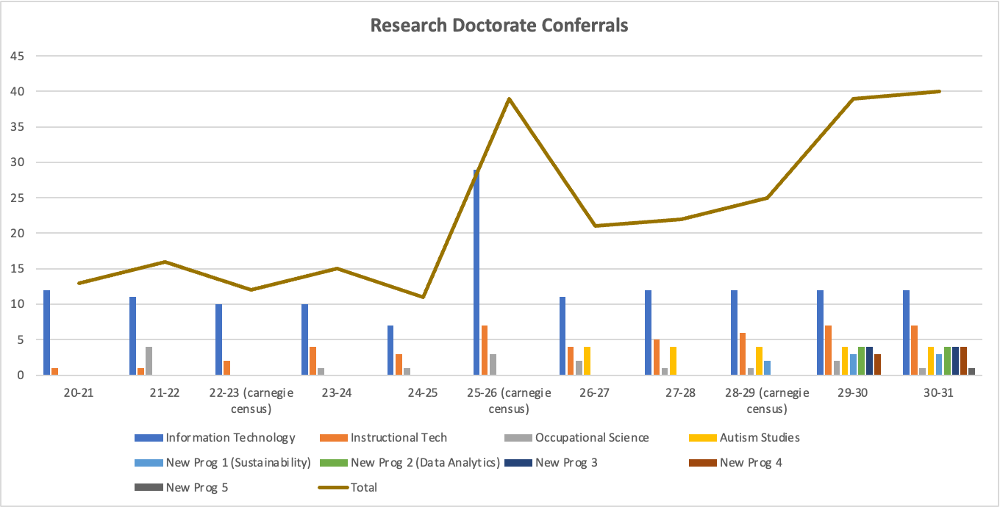 Research Doctorate Conferrals
45
40
35
30
25
20
15
10
5
0
20-21
21-22
22-23 (carnegie
census)
23-24
24-25
25-26 (carnegie
census)
26-27
27-28
28-29 (carnegie
census)
29-30
30-31
Information Technology
Instructional Tech
Occupational Science
Autism Studies
New Prog 1 (Sustainability)
New Prog 2 (Data Analytics)
New Prog 3
New Prog 4
New Prog 5
Total